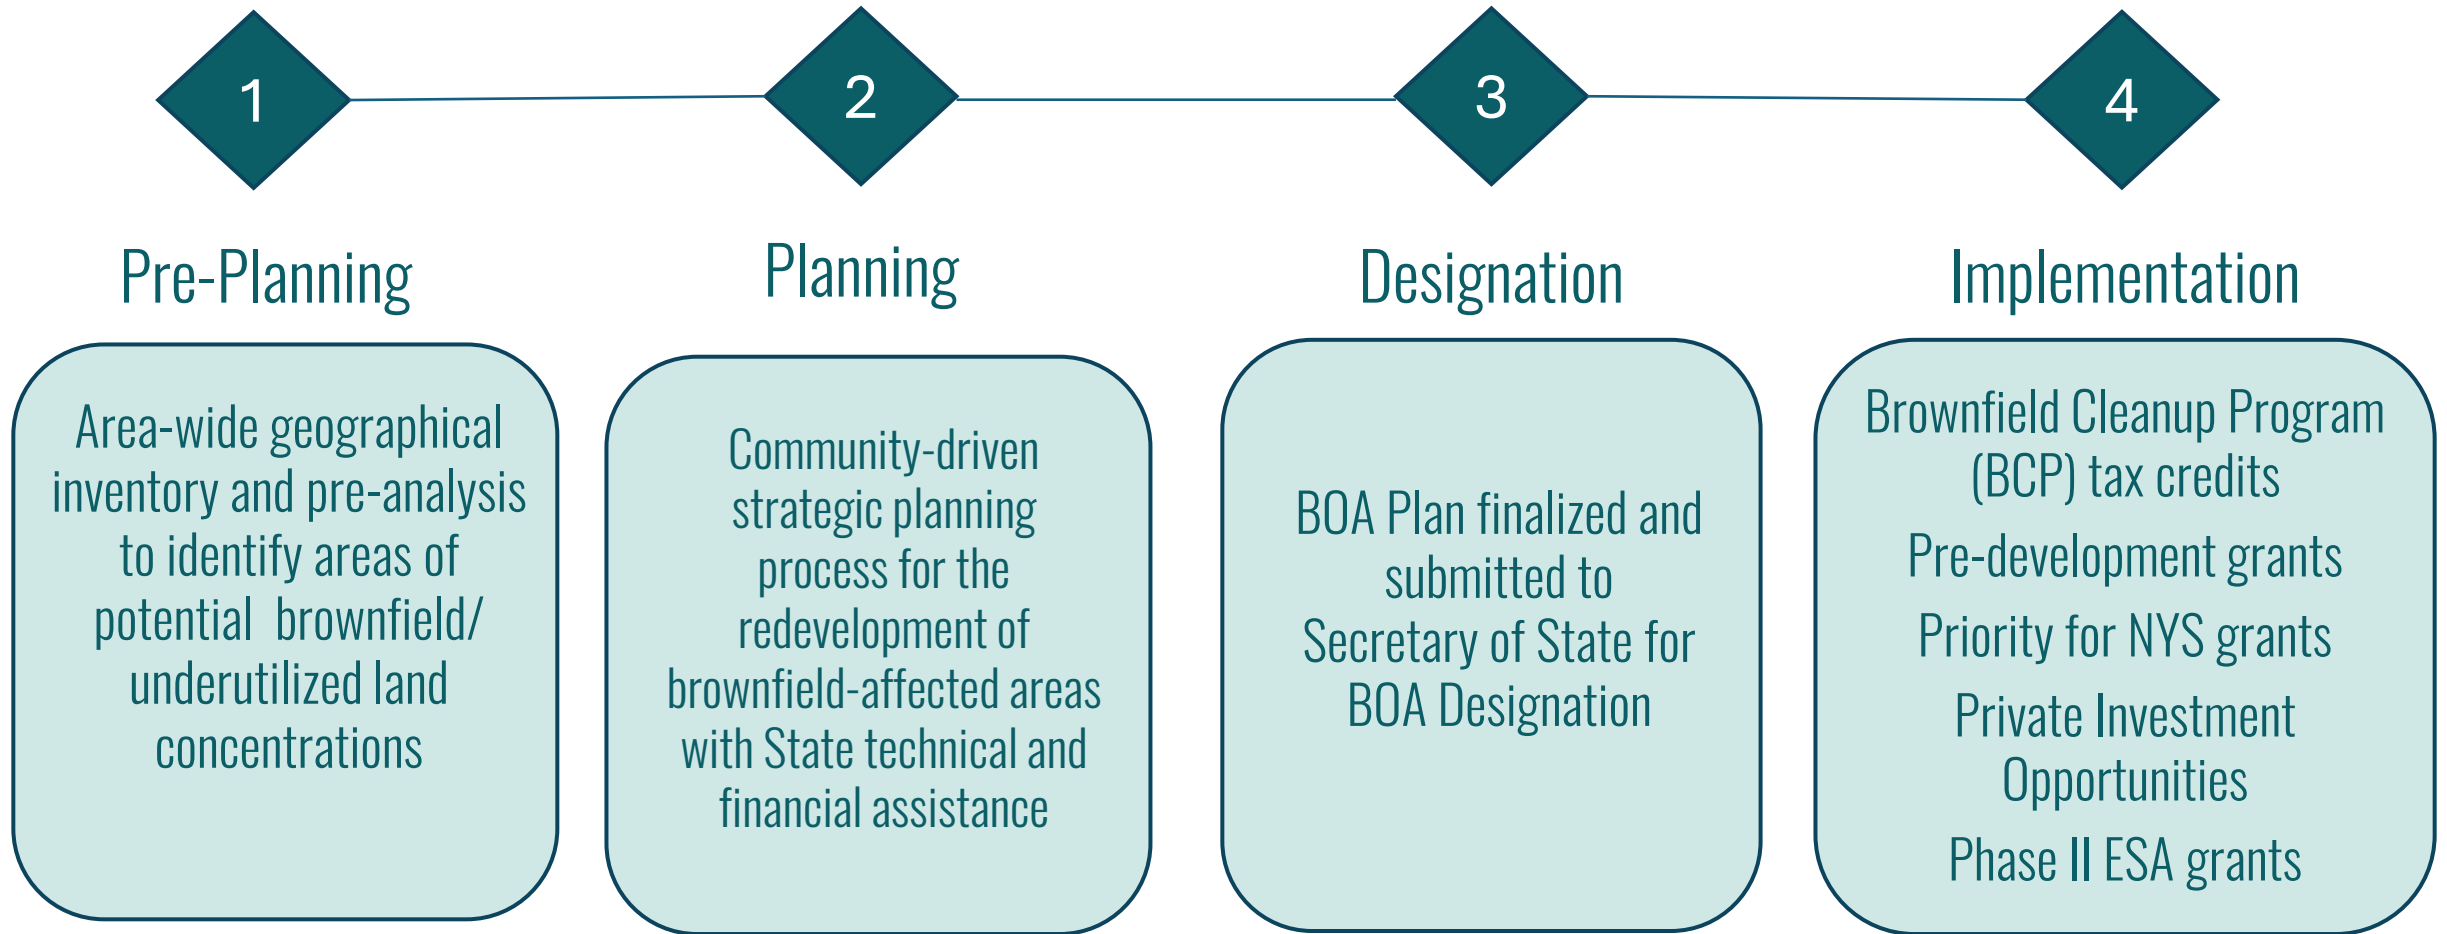 1
2
3
4
Pre-Planning
Planning
Designation
Implementation
Area-wide geographical
inventory and pre-analysis
to identify areas of
potential  brownfield/
underutilized land
concentrations
Community-driven
strategic planning
process for the
redevelopment of
brownfield-affected areas
with State technical and
financial assistance
BOA Plan finalized and
submitted to
Secretary of State for
BOA Designation
Brownfield Cleanup Program
(BCP) tax credits
Pre-development grants
Priority for NYS grants
Private Investment
Opportunities
Phase II ESA grants